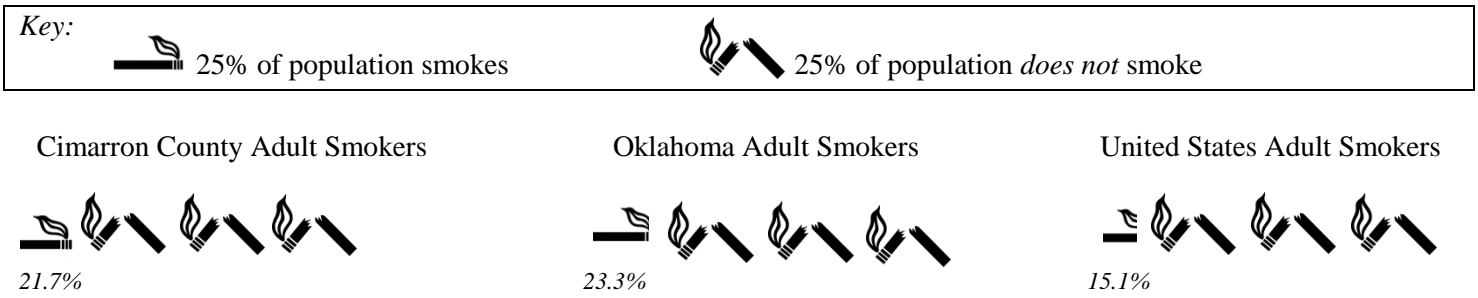 Key:
25% of population smokes 25% of population does not smoke
Cimarron County Adult Smokers Oklahoma Adult Smokers United States Adult Smokers
21.7% 23.3% 15.1%